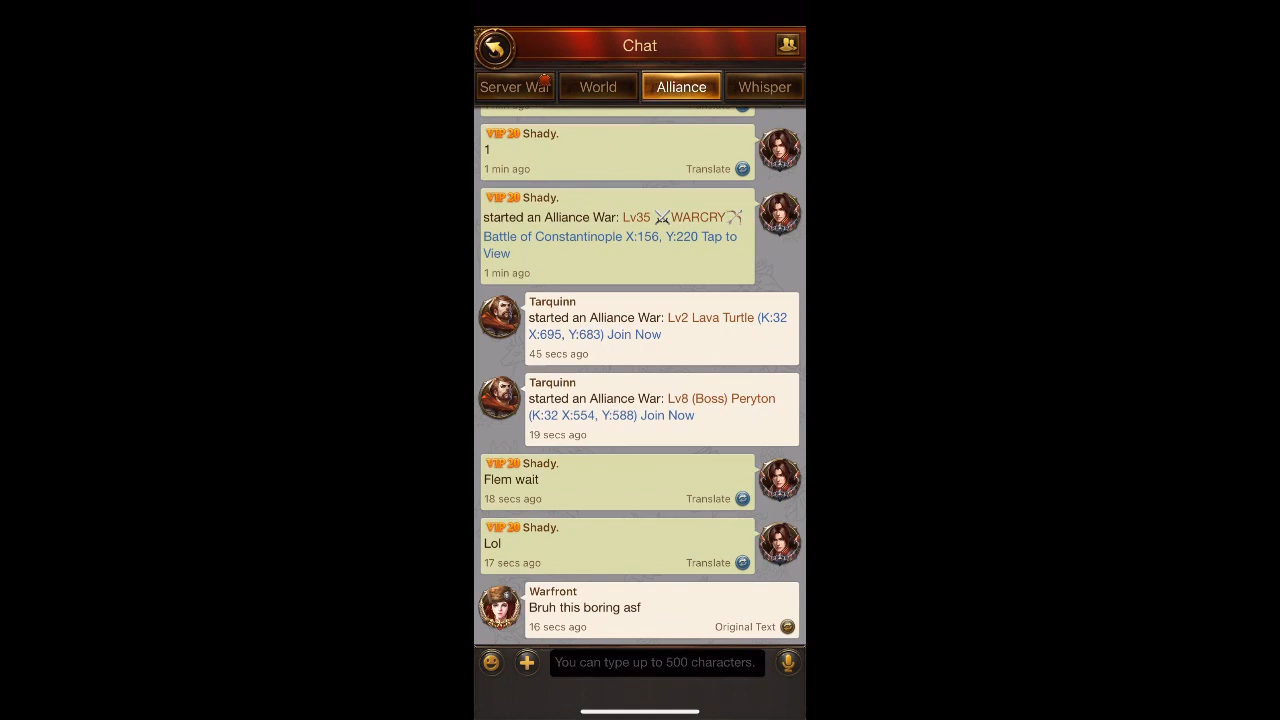 Chat
Server War
World
Alliance
Whisper
VIP 20 Shady.
1
1 min ago
Translate
VIP 20 Shady.
started an Alliance War: Lv35 ⚔WARCRY🏹
Battle of Constantinople X:156, Y:220 Tap to
View
1 min ago
Tarquinn
started an Alliance War: Lv2 Lava Turtle (K:32
X:695, Y:683) Join Now
45 secs ago
Tarquinn
started an Alliance War: Lv8 (Boss) Peryton
(K:32 X:554, Y:588) Join Now
19 secs ago
VIP 20 Shady.
Flem wait
18 secs ago
Translate
VIP 20 Shady.
Lol
17 secs ago
Translate
Warfront
Bruh this boring asf
16 secs ago
Original Text
You can type up to 500 characters.